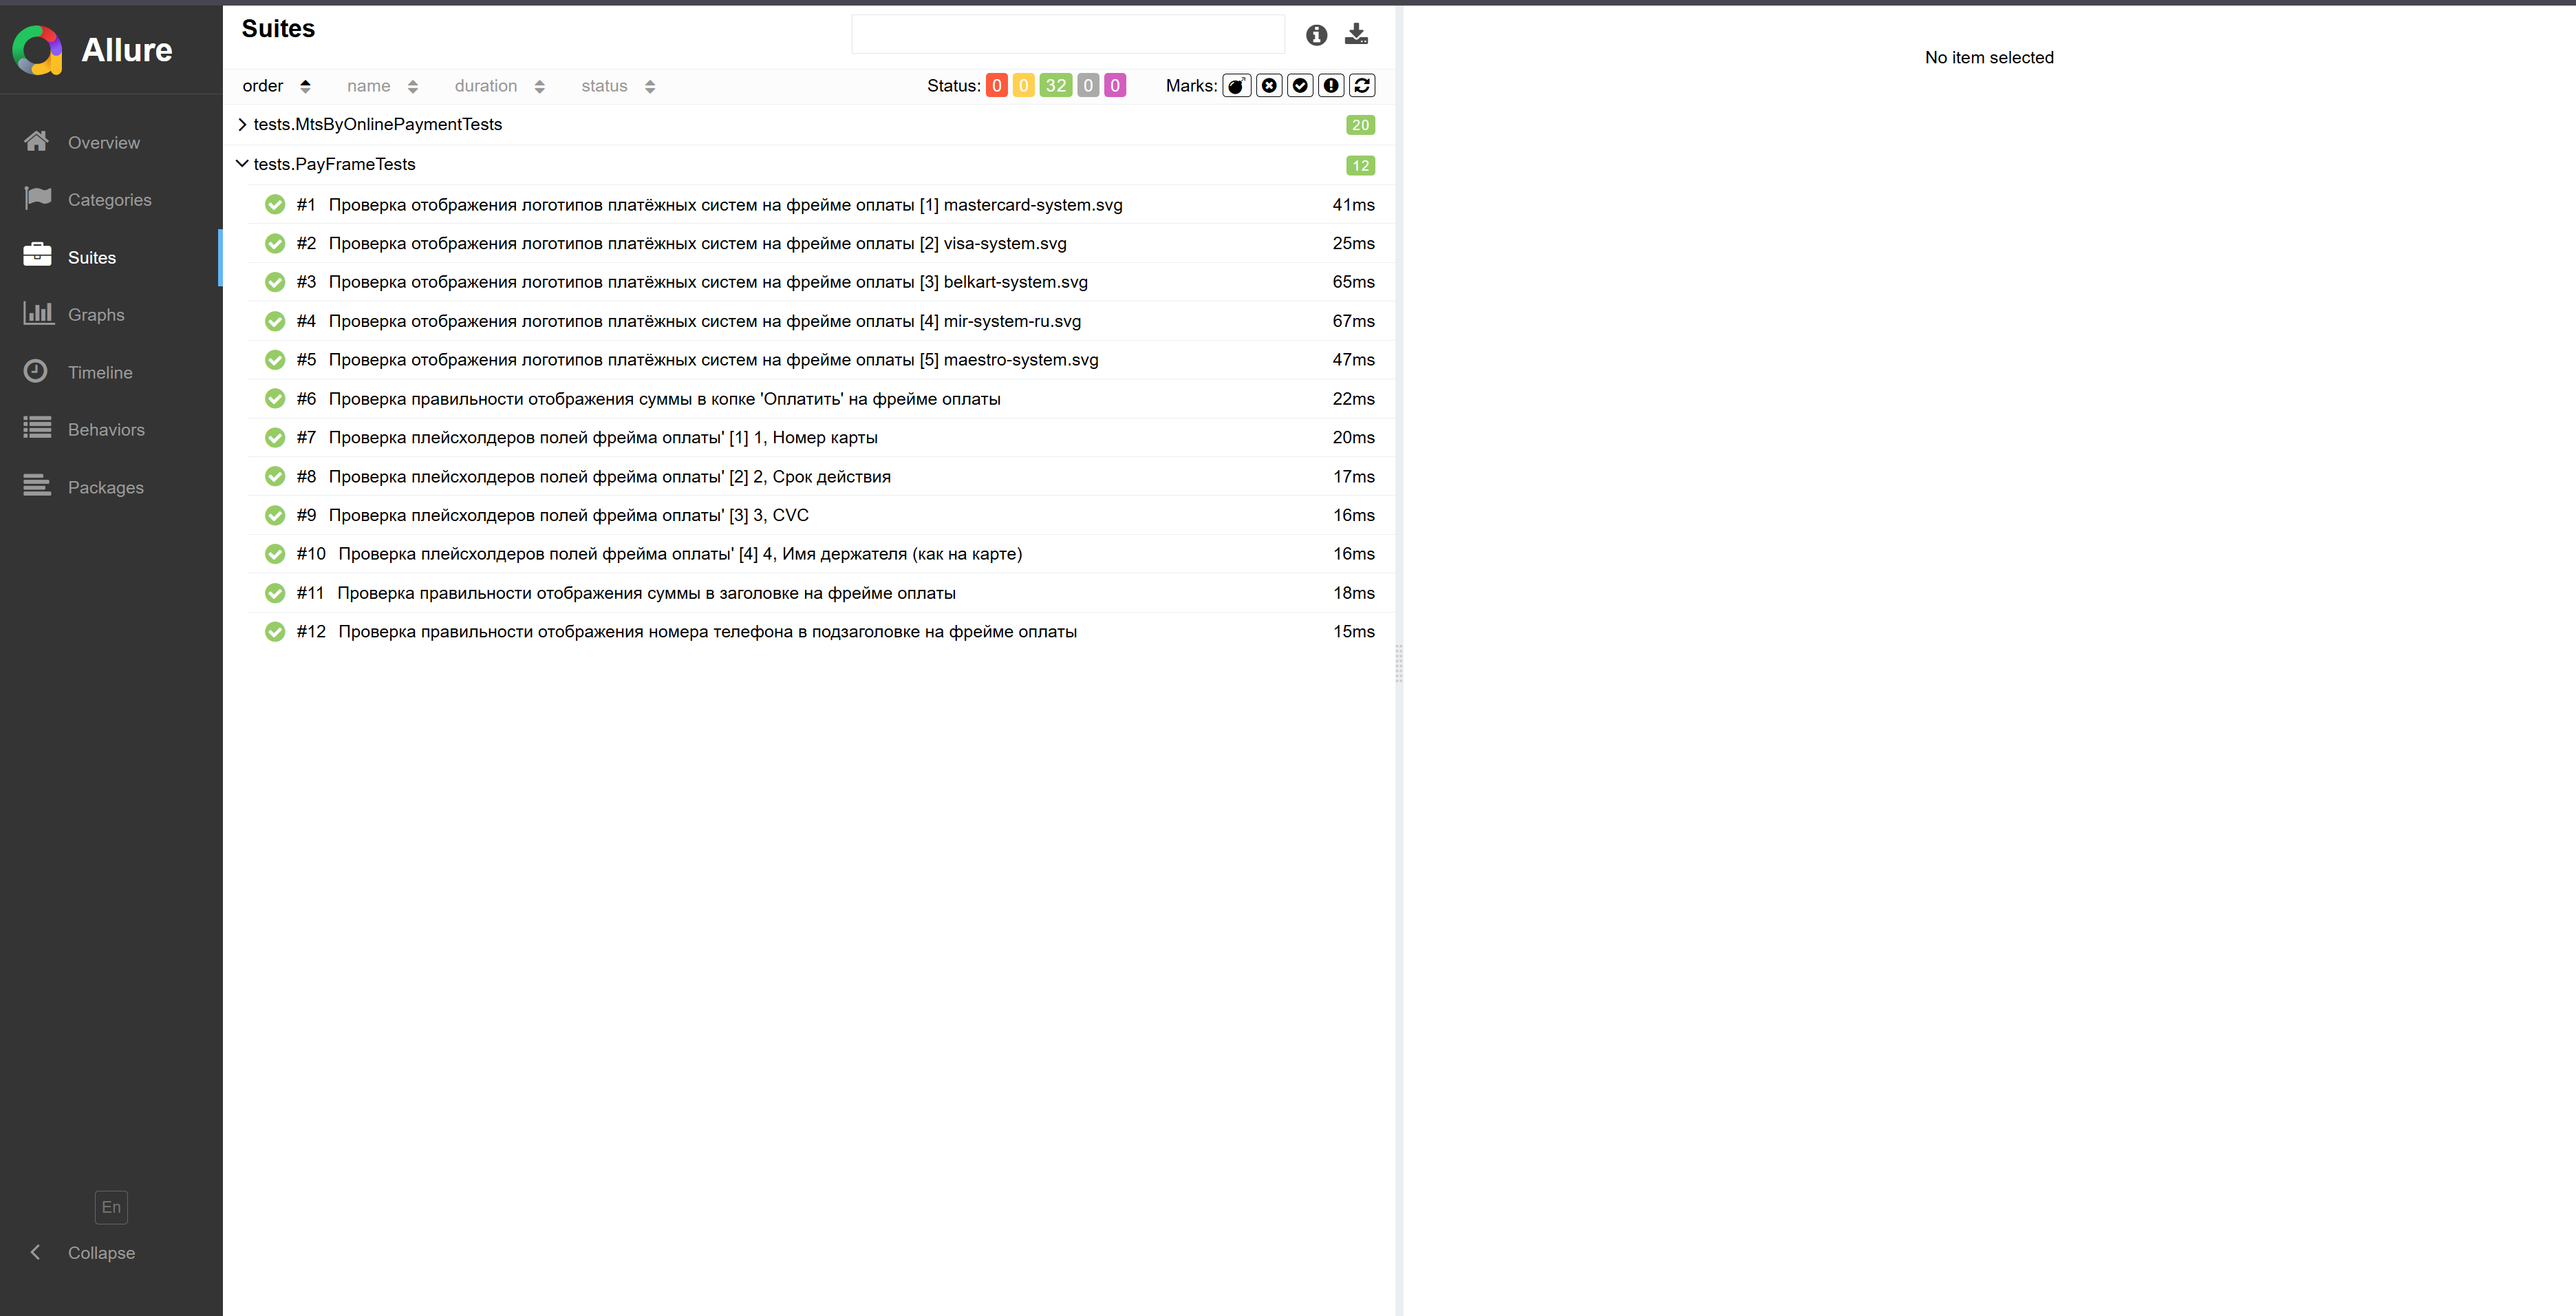 Allure
Overview
Categories
Suites
Graphs
Timeline
Behaviors
Packages
En
Collapse
Suites
order name duration status Status: 0 0 32 0 0 Marks:
tests.MtsByOnlinePaymentTests 20
tests.PayFrameTests 12
#1 Проверка отображения логотипов платёжных систем на фрейме оплаты [1] mastercard-system.svg 41ms
#2 Проверка отображения логотипов платёжных систем на фрейме оплаты [2] visa-system.svg 25ms
#3 Проверка отображения логотипов платёжных систем на фрейме оплаты [3] belkart-system.svg 65ms
#4 Проверка отображения логотипов платёжных систем на фрейме оплаты [4] mir-system-ru.svg 67ms
#5 Проверка отображения логотипов платёжных систем на фрейме оплаты [5] maestro-system.svg 47ms
#6 Проверка правильности отображения суммы в копке 'Оплатить' на фрейме оплаты 22ms
#7 Проверка плейсхолдеров полей фрейма оплаты' [1] 1, Номер карты 20ms
#8 Проверка плейсхолдеров полей фрейма оплаты' [2] 2, Срок действия 17ms
#9 Проверка плейсхолдеров полей фрейма оплаты' [3] 3, CVC 16ms
#10 Проверка плейсхолдеров полей фрейма оплаты' [4] 4, Имя держателя (как на карте) 16ms
#11 Проверка правильности отображения суммы в заголовке на фрейме оплаты 18ms
#12 Проверка правильности отображения номера телефона в подзаголовке на фрейме оплаты 15ms
No item selected